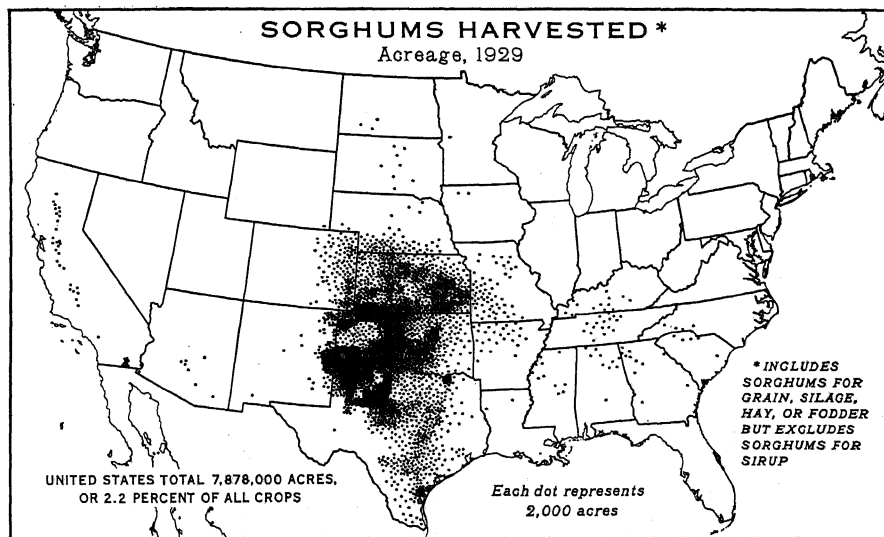 SORGHUMS HARVESTED*
Acreage, 1929
* INCLUDES
SORGHUMS FOR
GRAIN, SILAGE,
HAY, OR FODDER
BUT EXCLUDES
SORGHUMS FOR
SIRUP
UNITED STATES TOTAL 7,878,000 ACRES,
OR 2.2 PERCENT OF ALL CROPS
Each dot represents
2,000 acres